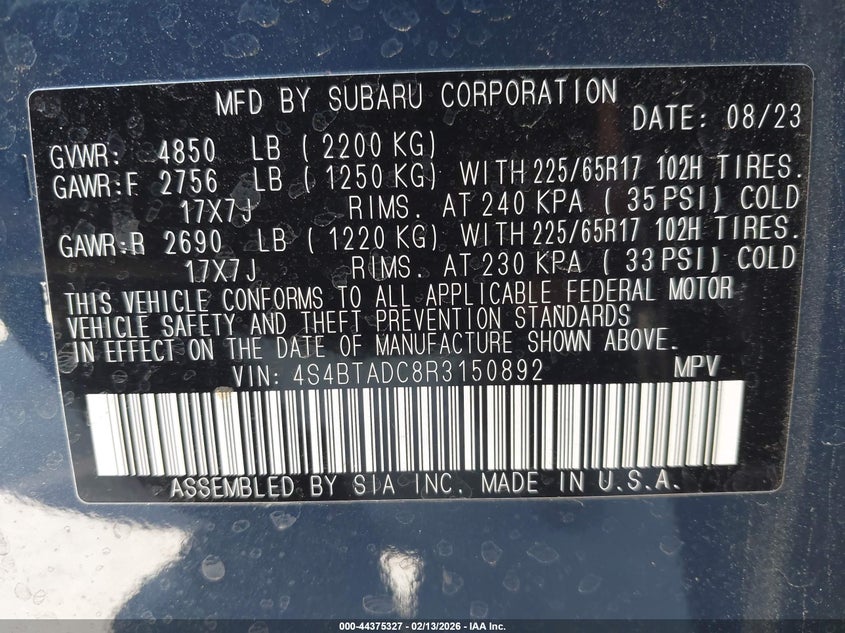 MFD BY SUBARU CORPORATION
DATE: 08/23
GVWR: 4850 LB ( 2200 KG)
GAWR:F 2756 LB ( 1250 KG) WITH 225/65R17 102H TIRES.
17X7J RIMS. AT 240 KPA ( 35 PSI) COLD
GAWR:R 2690 LB ( 1220 KG) WITH 225/65R17 102H TIRES.
17X7J RIMS. AT 230 KPA ( 33 PSI) COLD
THIS VEHICLE CONFORMS TO ALL APPLICABLE FEDERAL MOTOR
VEHICLE SAFETY AND THEFT PREVENTION STANDARDS
IN EFFECT ON THE DATE OF MANUFACTURE SHOWN ABOVE.
VIN: 4S4BTADC8R3150892 MPV
ASSEMBLED BY SIA INC. MADE IN U.S.A.
000-44375327 - 02/13/2026 - IAA Inc.